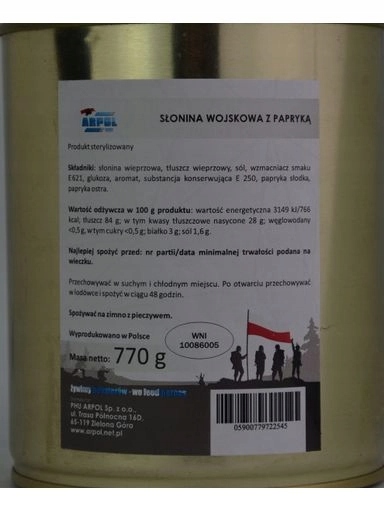 ARPOL
SŁONINA WOJSKOWA Z PAPRYKĄ
Produkt sterylizowany
Składniki: słonina wieprzowa, tłuszcz wieprzowy, sól, wzmacniacz smaku
E621, glukoza, aromat, substancja konserwująca E 250, papryka słodka,
papryka ostra.
Wartość odżywcza w 100 g produktu: wartość energetyczna 3149 kJ/766
kcal; tłuszcz 84 g; w tym kwasy tłuszczowe nasycone 28 g; węglowodany
<0,5 g, w tym cukry <0,5 g; białko 3 g; sól 1,6 g.
Najlepiej spożyć przed: nr partii/data minimalnej trwałości podana na
wieczku.
Przechowywać w suchym i chłodnym miejscu. Po otwarciu przechowywać
w lodówce i spożyć w ciągu 48 godzin.
Spożywać na zimno z pieczywem.
Wyprodukowano w Polsce
WNI
10086005
Masa netto: 770 g
żywimy - we feed
PHU ARPOL Sp. z o.o.,
ul. Trasa Północna 16D,
65-119 Zielona Góra
www.arpol.net.pl
05900779722545